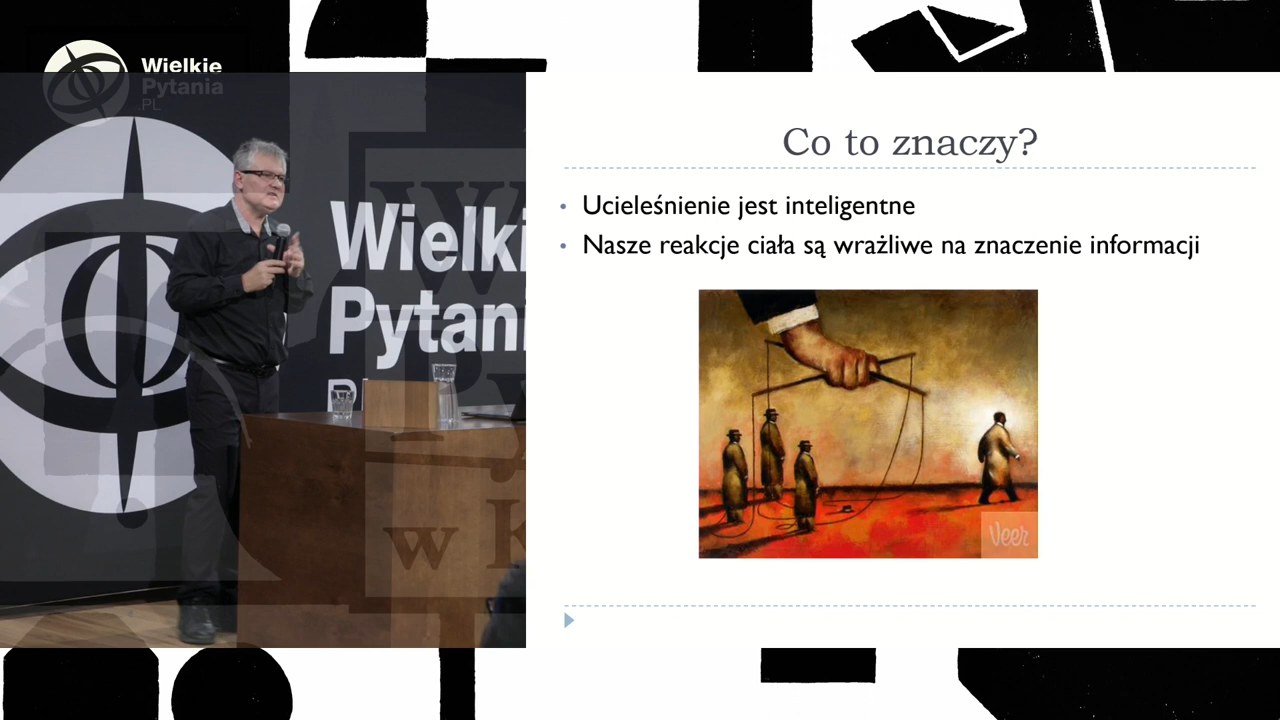 Wielkie
Pytania
.PL
Wielki
Pytani
w K
Co to znaczy?
Ucieleśnienie jest inteligentne
Nasze reakcje ciała są wrażliwe na znaczenie informacji
Veer